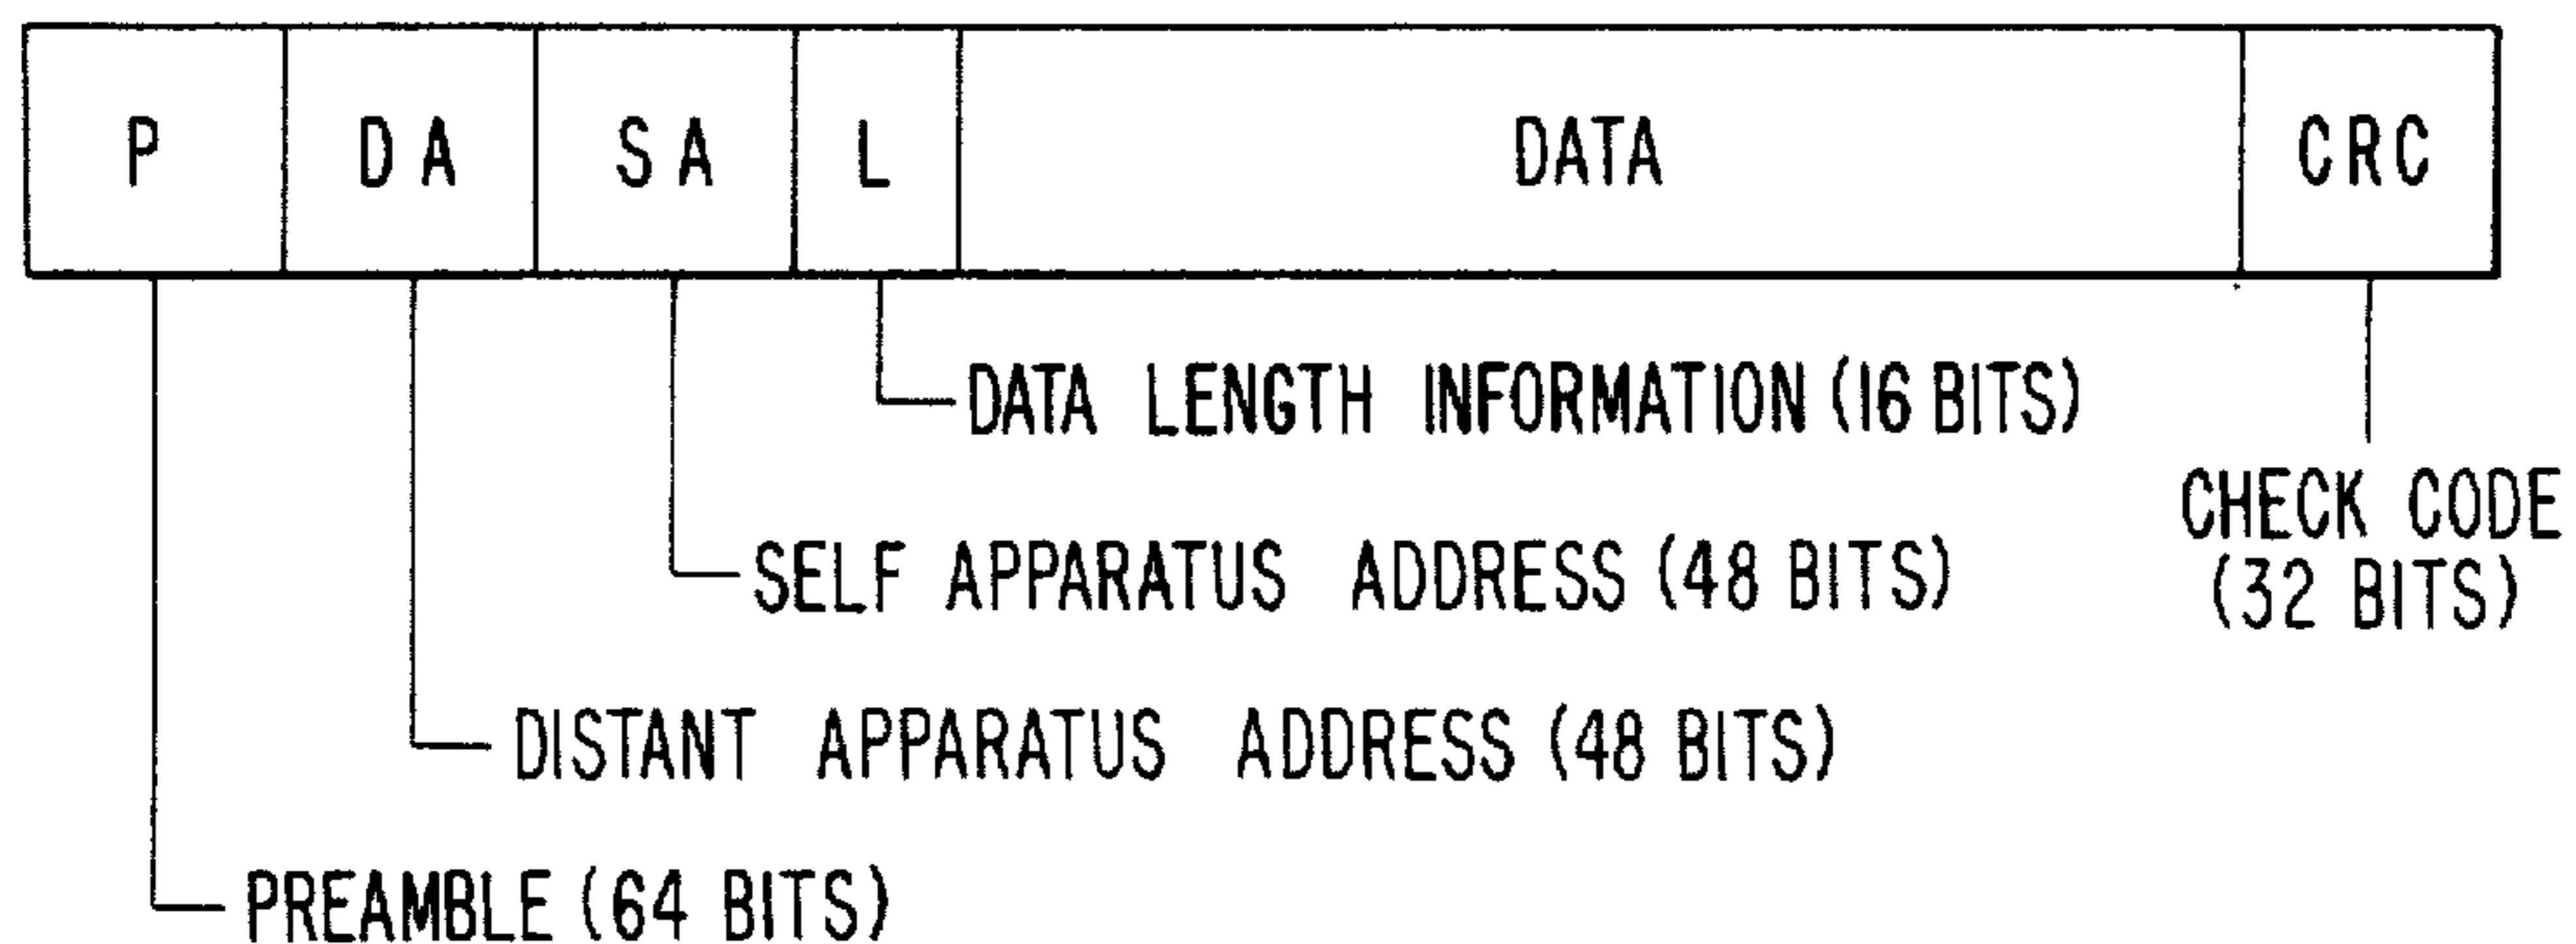 P DA SA L DATA CRC
DATA LENGTH INFORMATION (16 BITS)
CHECK CODE
(32 BITS)
SELF APPARATUS ADDRESS (48 BITS)
DISTANT APPARATUS ADDRESS (48 BITS)
PREAMBLE (64 BITS)